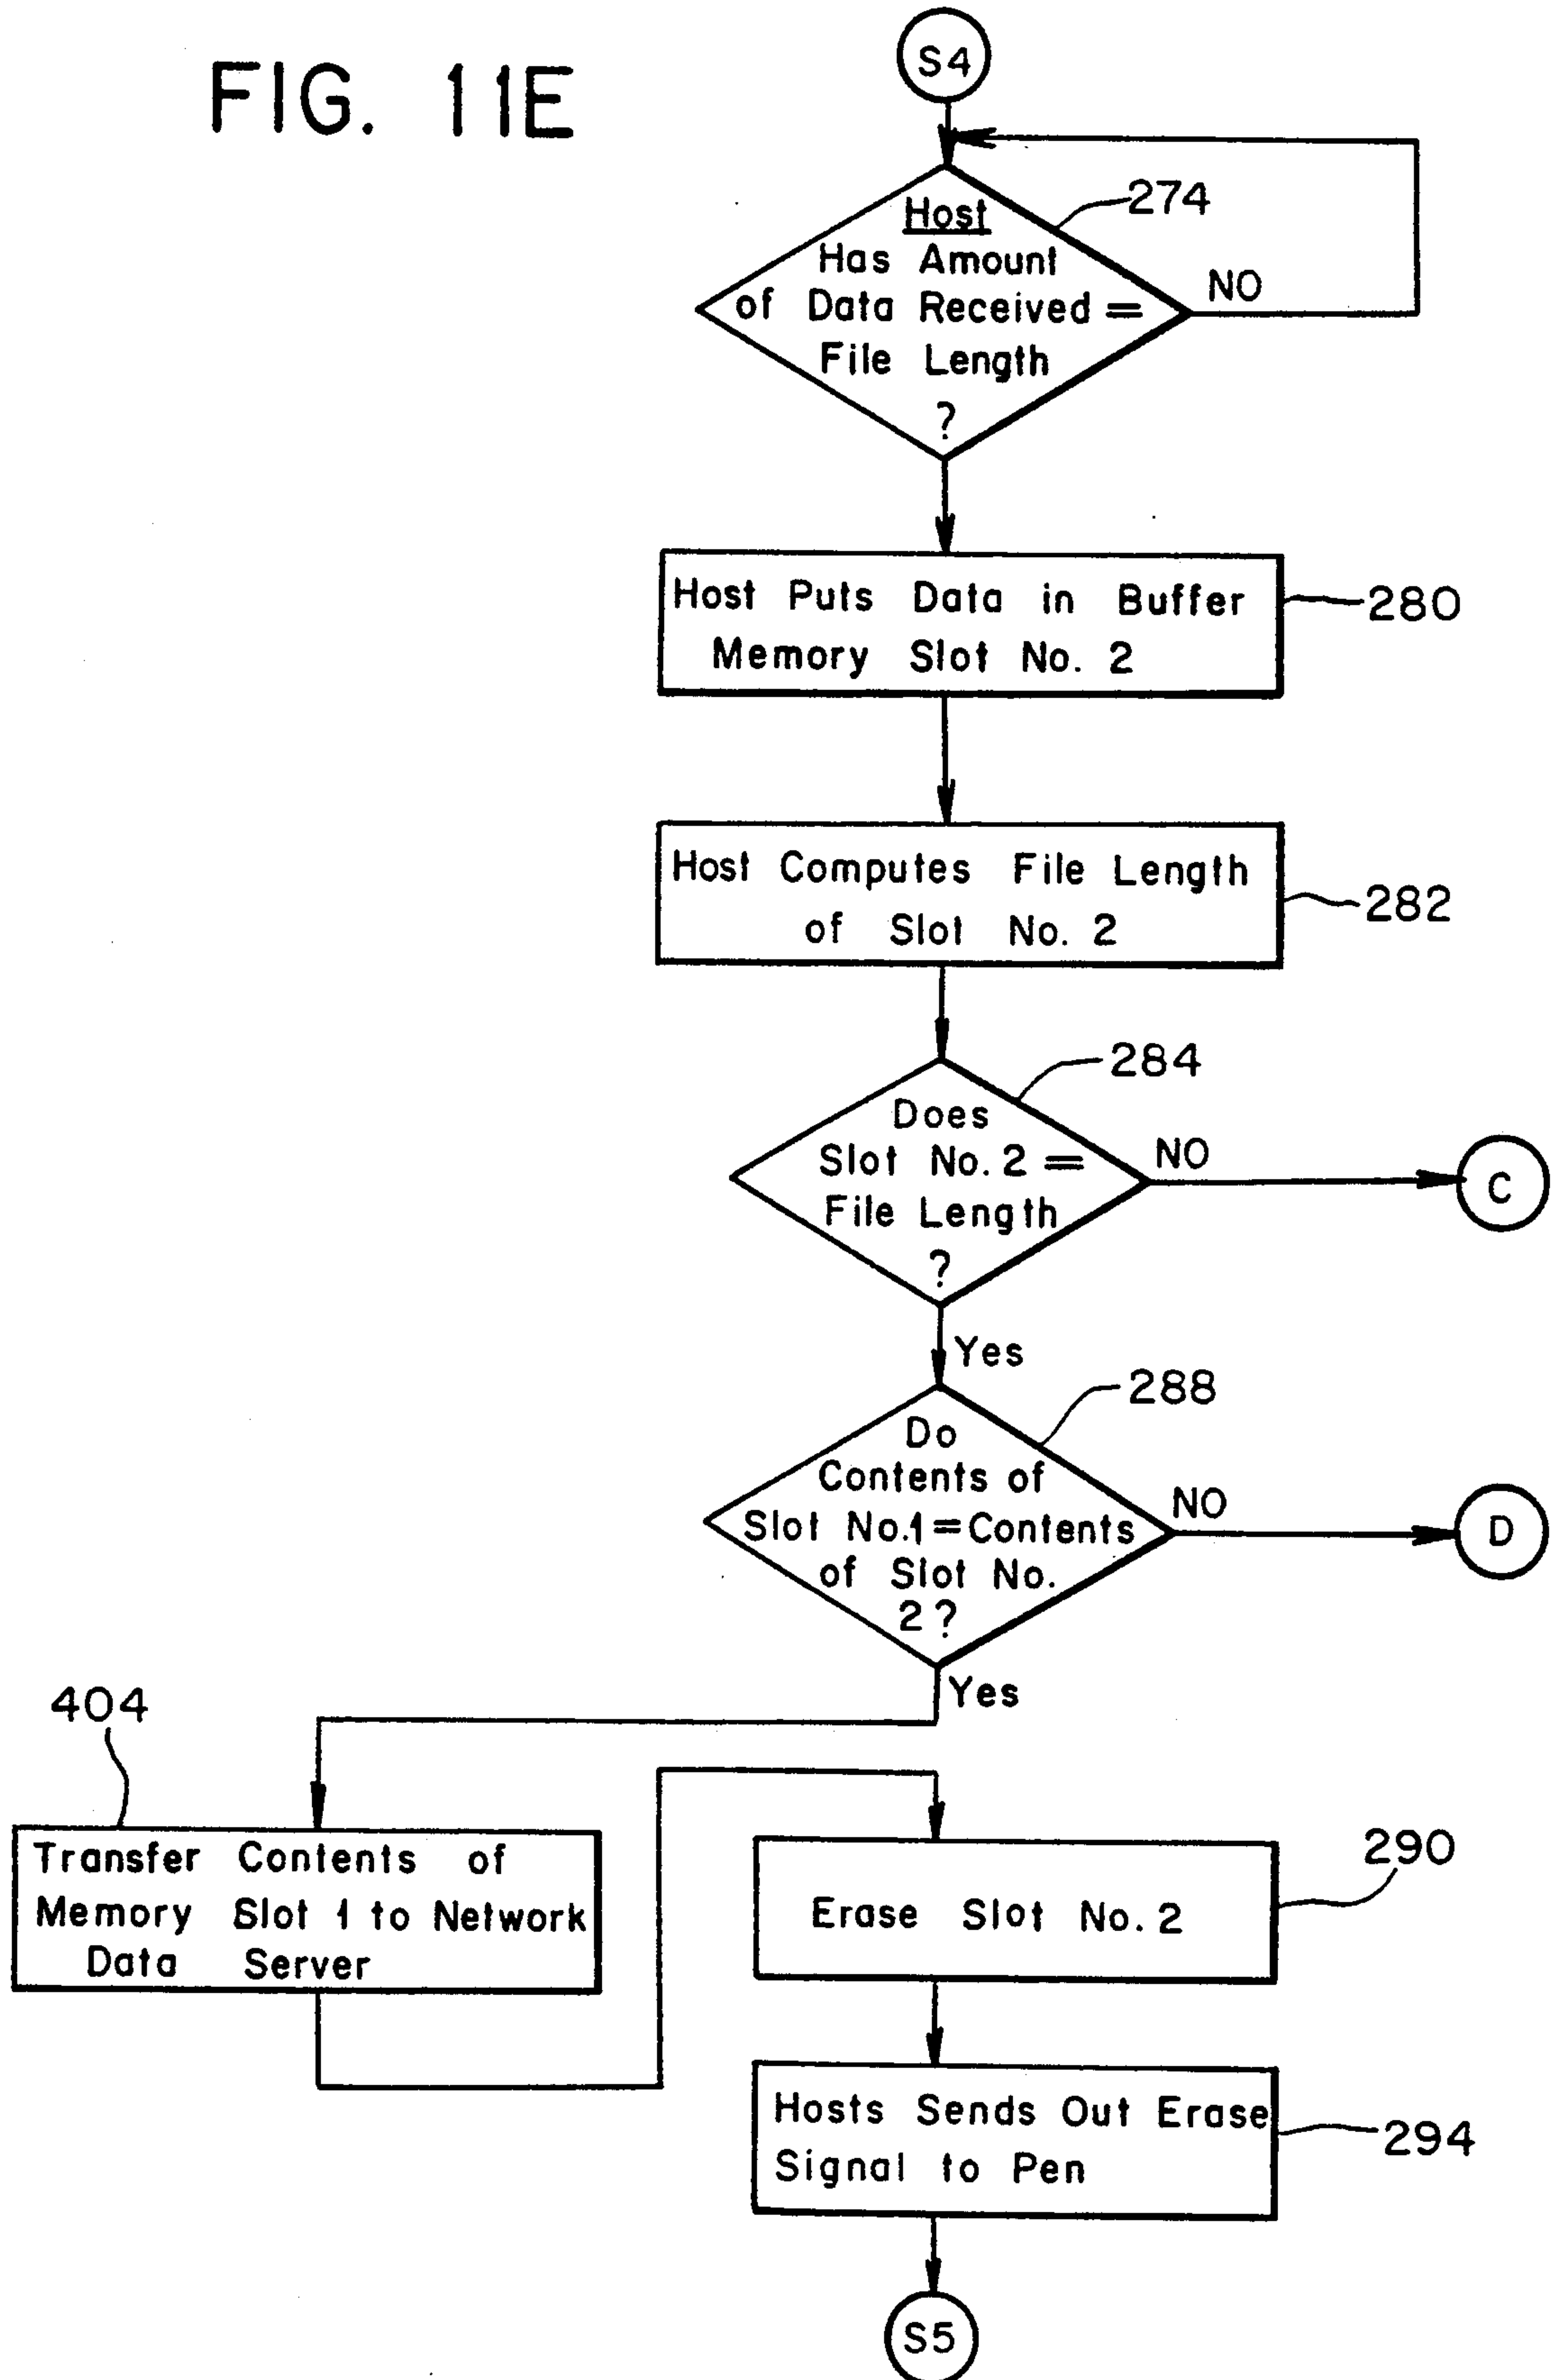 FIG. 11E
S4
274
Host
Has Amount
of Data Received =
File Length
?
NO
Host Puts Data in Buffer
Memory Slot No. 2
280
Host Computes File Length
of Slot No. 2
282
284
Does
Slot No. 2 =
File Length
?
NO
C
Yes
288
Do
Contents of
Slot No.1 = Contents
of Slot No.
2?
NO
D
Yes
404
Transfer Contents of
Memory Slot 1 to Network
Data Server
290
Erase Slot No. 2
Hosts Sends Out Erase
Signal to Pen
294
S5